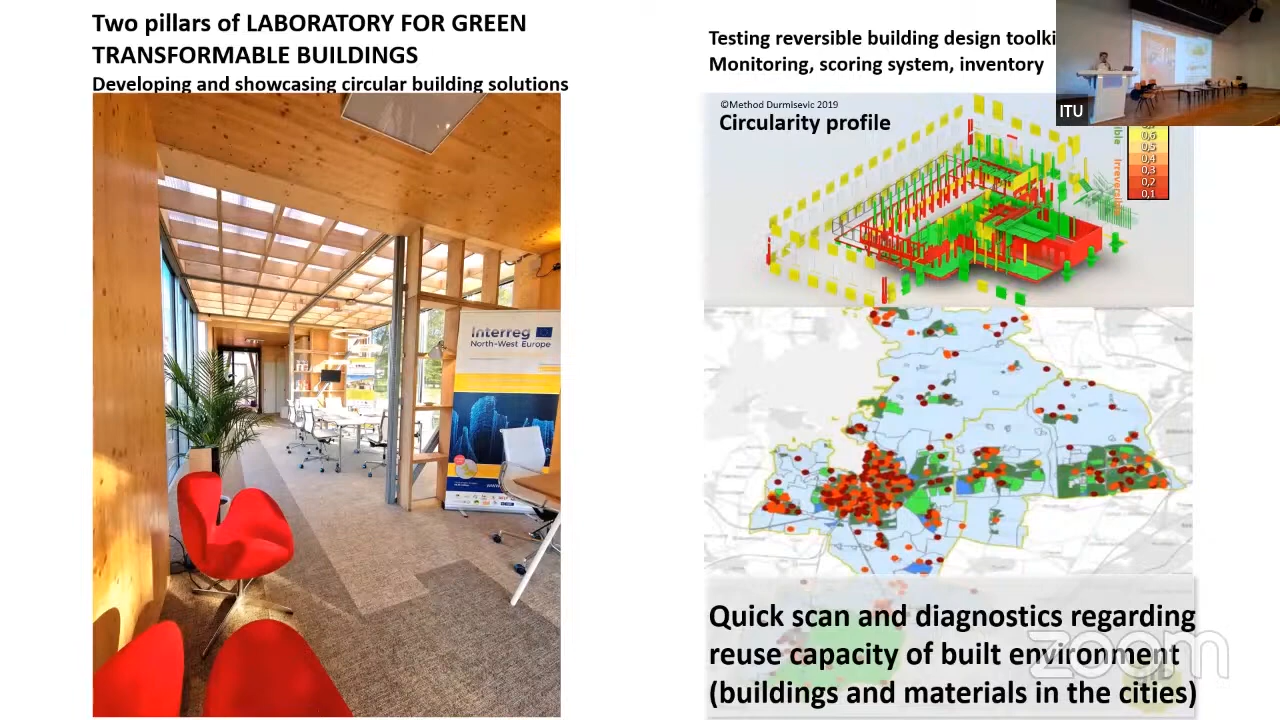 Two pillars of LABORATORY FOR GREEN
TRANSFORMABLE BUILDINGS
Developing and showcasing circular building solutions
Interreg
North-West Europe
Testing reversible building design toolki
Monitoring, scoring system, inventory
©Method Durmisevic 2019
Circularity profile
ITU
0,6
0,5
0,4
0,3
0,2
0,1
Quick scan and diagnostics regarding
reuse capacity of built environment
(buildings and materials in the cities)
zoom